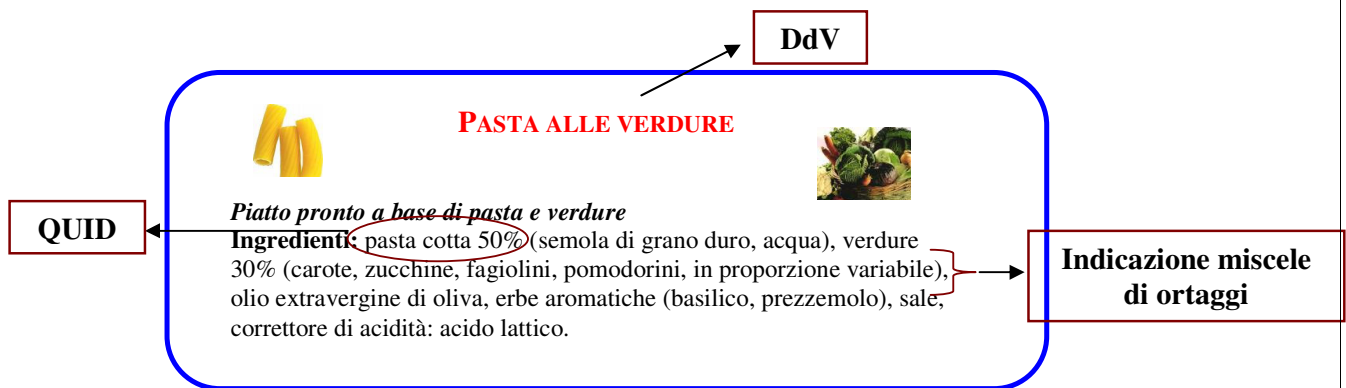 DdV
PASTA ALLE VERDURE
Piatto pronto a base di pasta e verdure
QUID
Ingredienti: pasta cotta 50% (semola di grano duro, acqua), verdure
30% (carote, zucchine, fagiolini, pomodorini, in proporzione variabile),
olio extravergine di oliva, erbe aromatiche (basilico, prezzemolo), sale,
correttore di acidità: acido lattico.
Indicazione miscele
di ortaggi